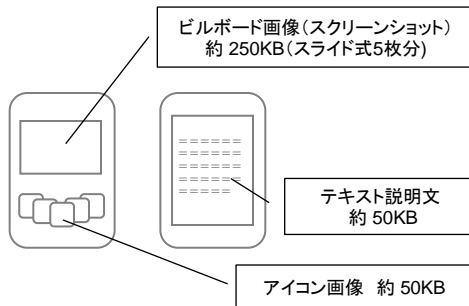 ビルボード画像(スクリーンショット)
約 250KB(スライド式5枚分)
テキスト説明文
約 50KB
アイコン画像 約 50KB